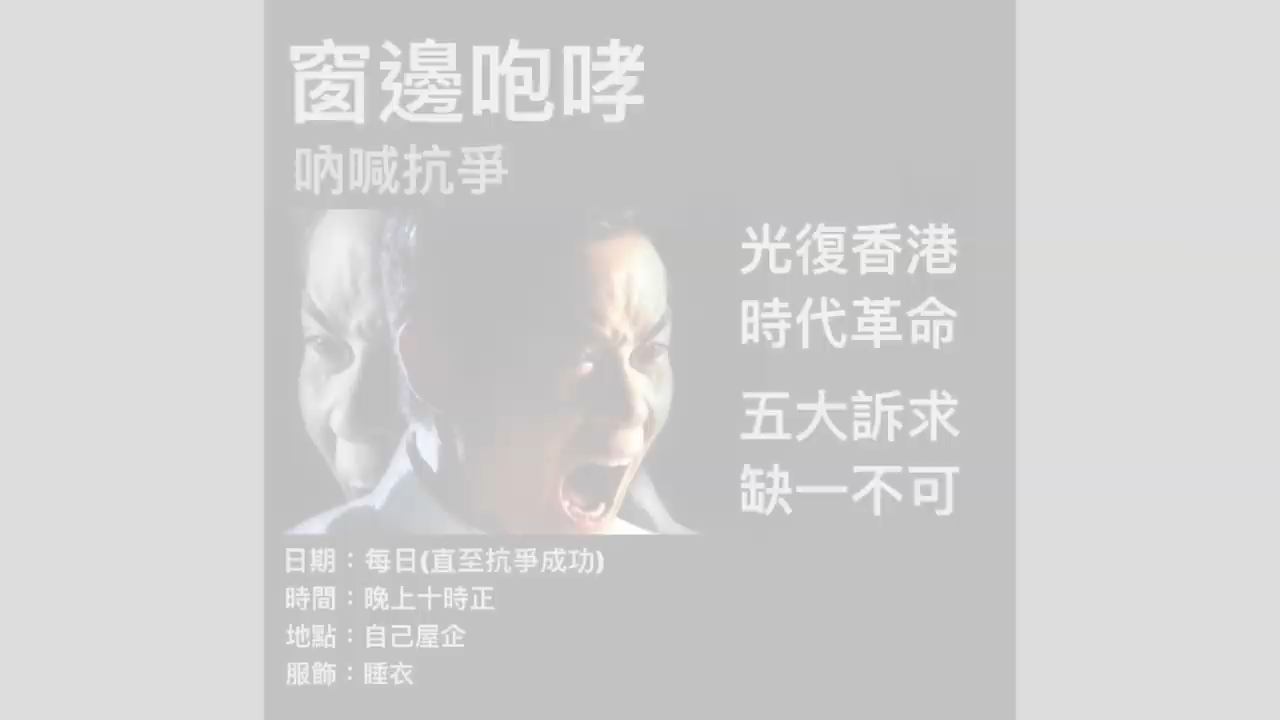 窗邊咆哮
吶喊抗爭
光復香港
時代革命
五大訴求
缺一不可
日期：每日(直至抗爭成功)
時間：晚上十時正
地點：自己屋企
服飾：睡衣